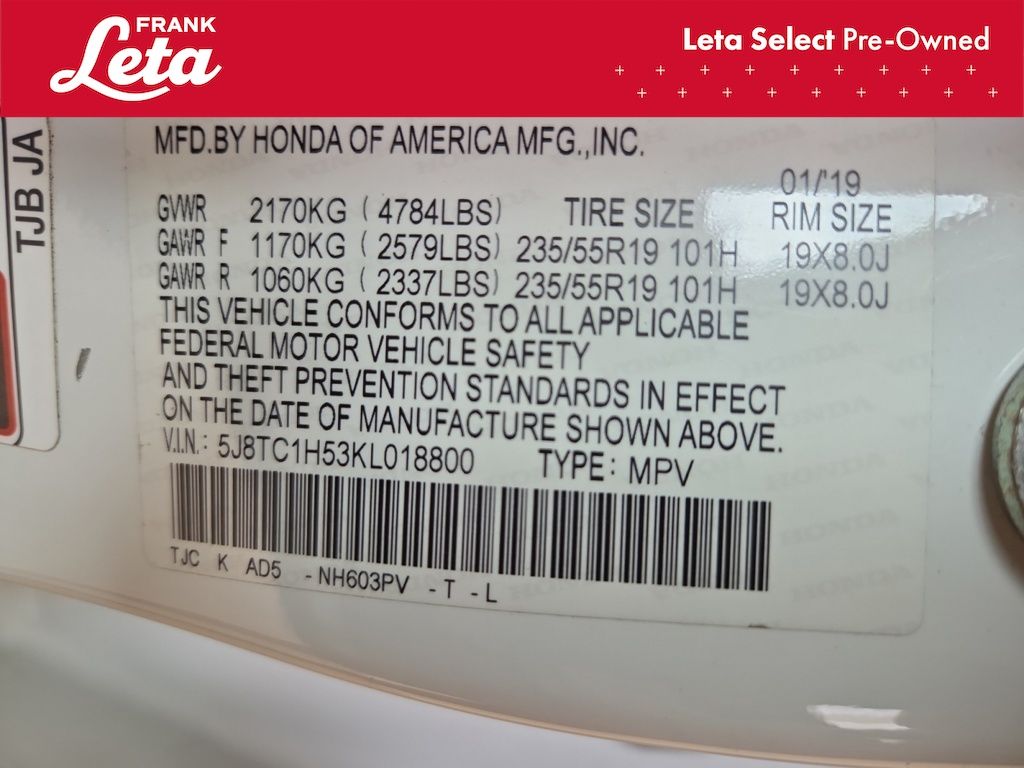 FRANK
Leta
Leta Select Pre-Owned
TJB JA
MFD.BY HONDA OF AMERICA MFG.,INC.
01/'19
GVWR 2170KG (4784LBS) TIRE SIZE RIM SIZE
GAWR F 1170KG (2579LBS) 235/55R19 101H 19X8.0J
GAWR R 1060KG (2337LBS) 235/55R19 101H 19X8.0J
THIS VEHICLE CONFORMS TO ALL APPLICABLE
FEDERAL MOTOR VEHICLE SAFETY
AND THEFT PREVENTION STANDARDS IN EFFECT
ON THE DATE OF MANUFACTURE SHOWN ABOVE.
V.I.N.: 5J8TC1H53KL018800 TYPE: MPV
TJC K AD5 -NH603PV -T -L